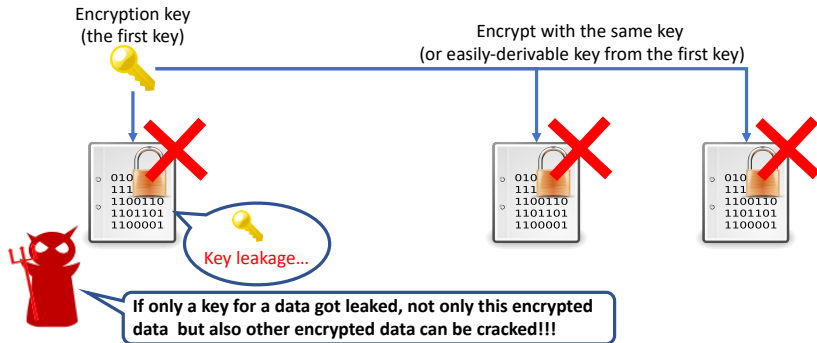 Encryption key
(the first key)
Encrypt with the same key
(or easily-derivable key from the first key)
010
111
1100110
1101101
1100001
010
111
1100110
1101101
1100001
010
111
1100110
1101101
1100001
Key leakage...
If only a key for a data got leaked, not only this encrypted
data but also other encrypted data can be cracked!!!